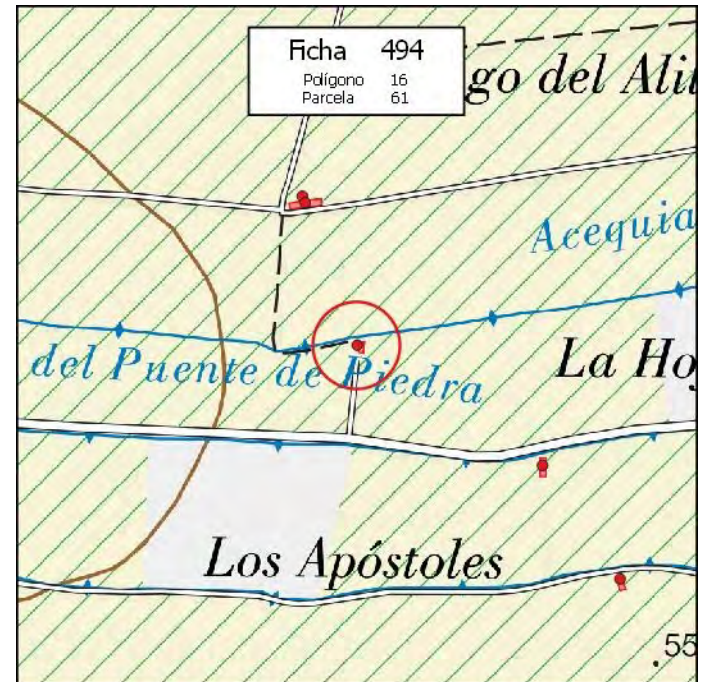 Ficha 494
Polígono 16
Parcela 61
go del Ali
Acequia
del Puente de Piedra
La Ho
Los Apóstoles
.55